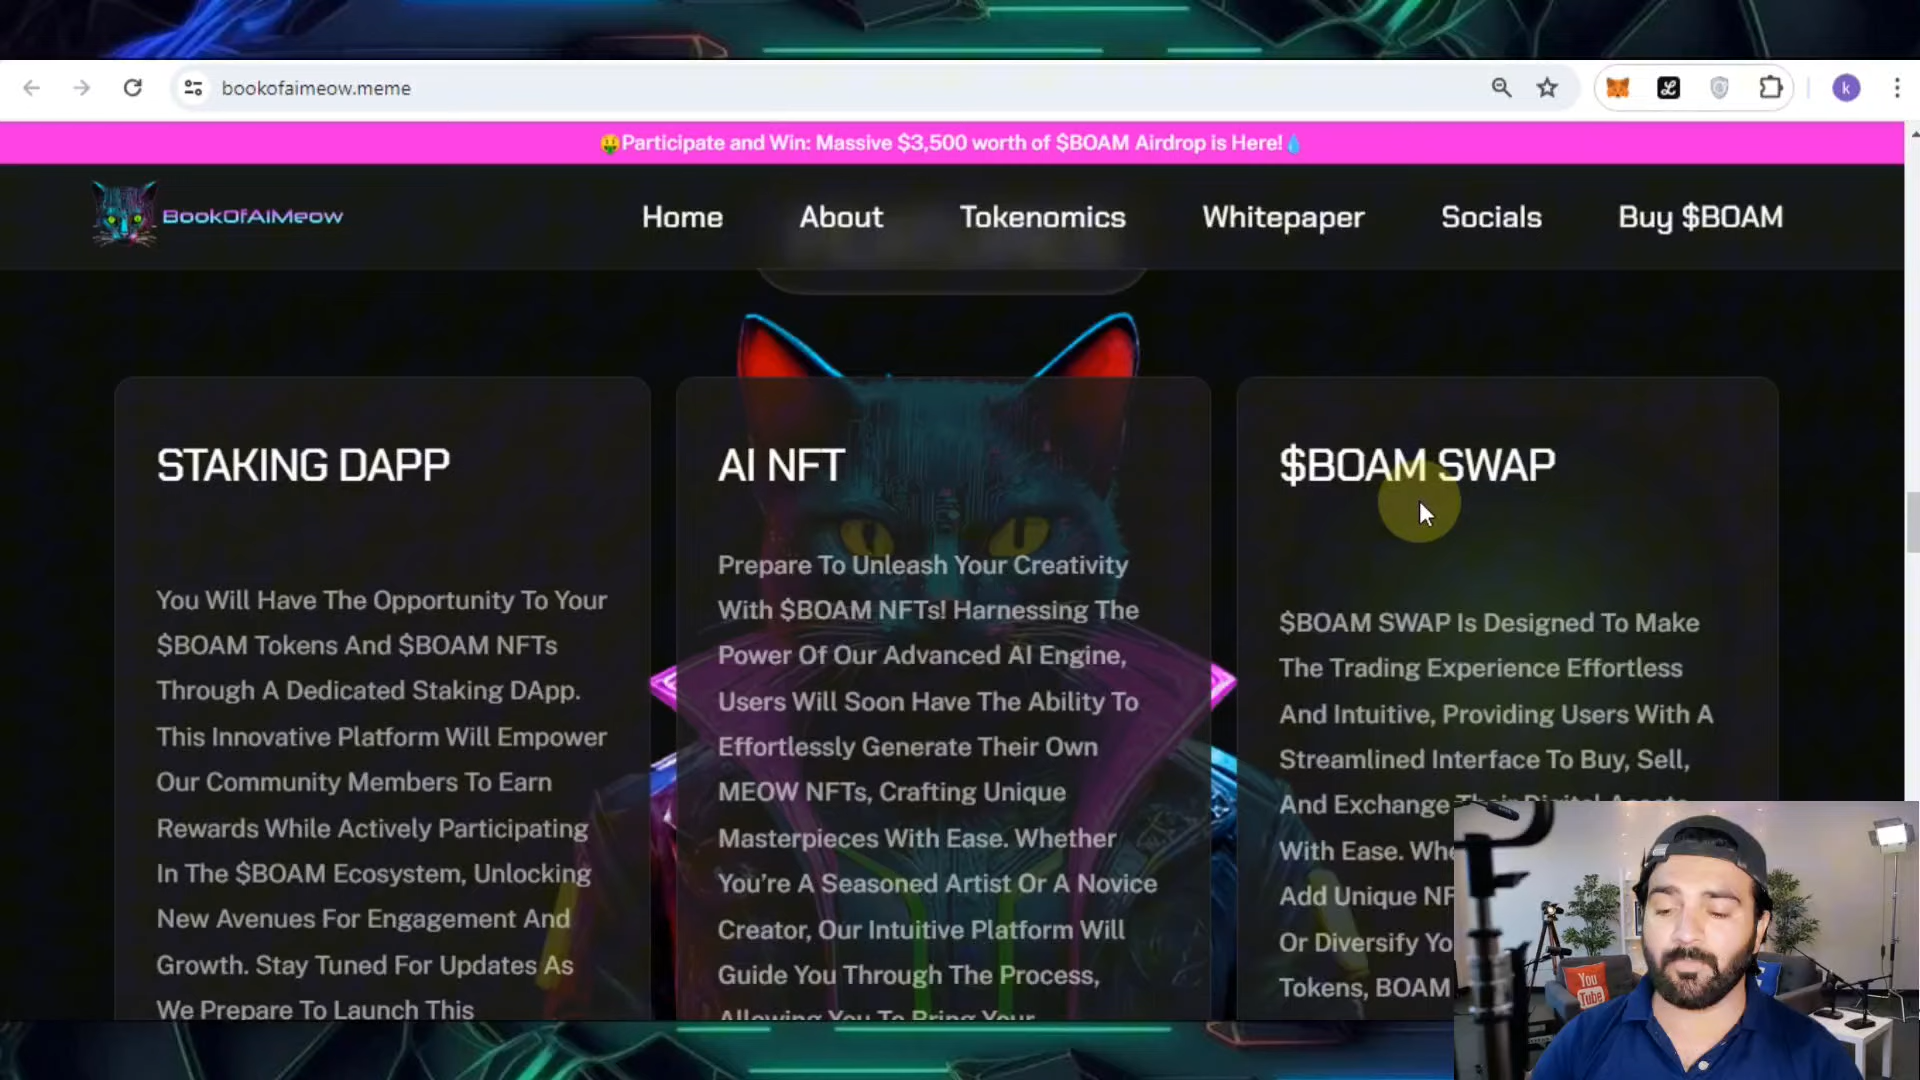 bookofaimeow.meme
k
🤑Participate and Win: Massive $3,500 worth of $BOAM Airdrop is Here!💧
BookOfAIMeow
Home
About
Tokenomics
Whitepaper
Socials
Buy $BOAM
STAKING DAPP
You Will Have The Opportunity To Your
$BOAM Tokens And $BOAM NFTs
Through A Dedicated Staking DApp.
This Innovative Platform Will Empower
Our Community Members To Earn
Rewards While Actively Participating
In The $BOAM Ecosystem, Unlocking
New Avenues For Engagement And
Growth. Stay Tuned For Updates As
We Prepare To Launch This
AI NFT
Prepare To Unleash Your Creativity
With $BOAM NFTs! Harnessing The
Power Of Our Advanced AI Engine,
Users Will Soon Have The Ability To
Effortlessly Generate Their Own
MEOW NFTs, Crafting Unique
Masterpieces With Ease. Whether
You’re A Seasoned Artist Or A Novice
Creator, Our Intuitive Platform Will
Guide You Through The Process,
Allowing You To Bring Your
$BOAM SWAP
$BOAM SWAP Is Designed To Make
The Trading Experience Effortless
And Intuitive, Providing Users With A
Streamlined Interface To Buy, Sell,
And Exchange Their Digital Assets
With Ease.
Add Unique
Or Diversify
Tokens, BOAM
You
Tube